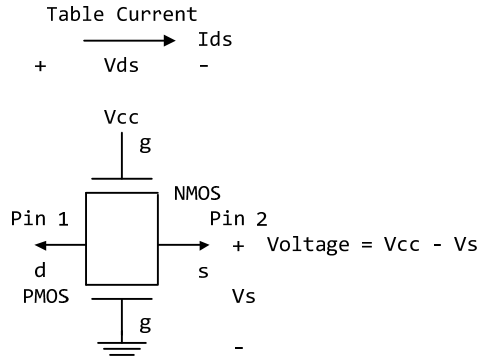 Table Current
Ids
+ Vds -
Vcc
g
NMOS
Pin 1 Pin 2
+ Voltage = Vcc - Vs
d s
PMOS Vs
g
-